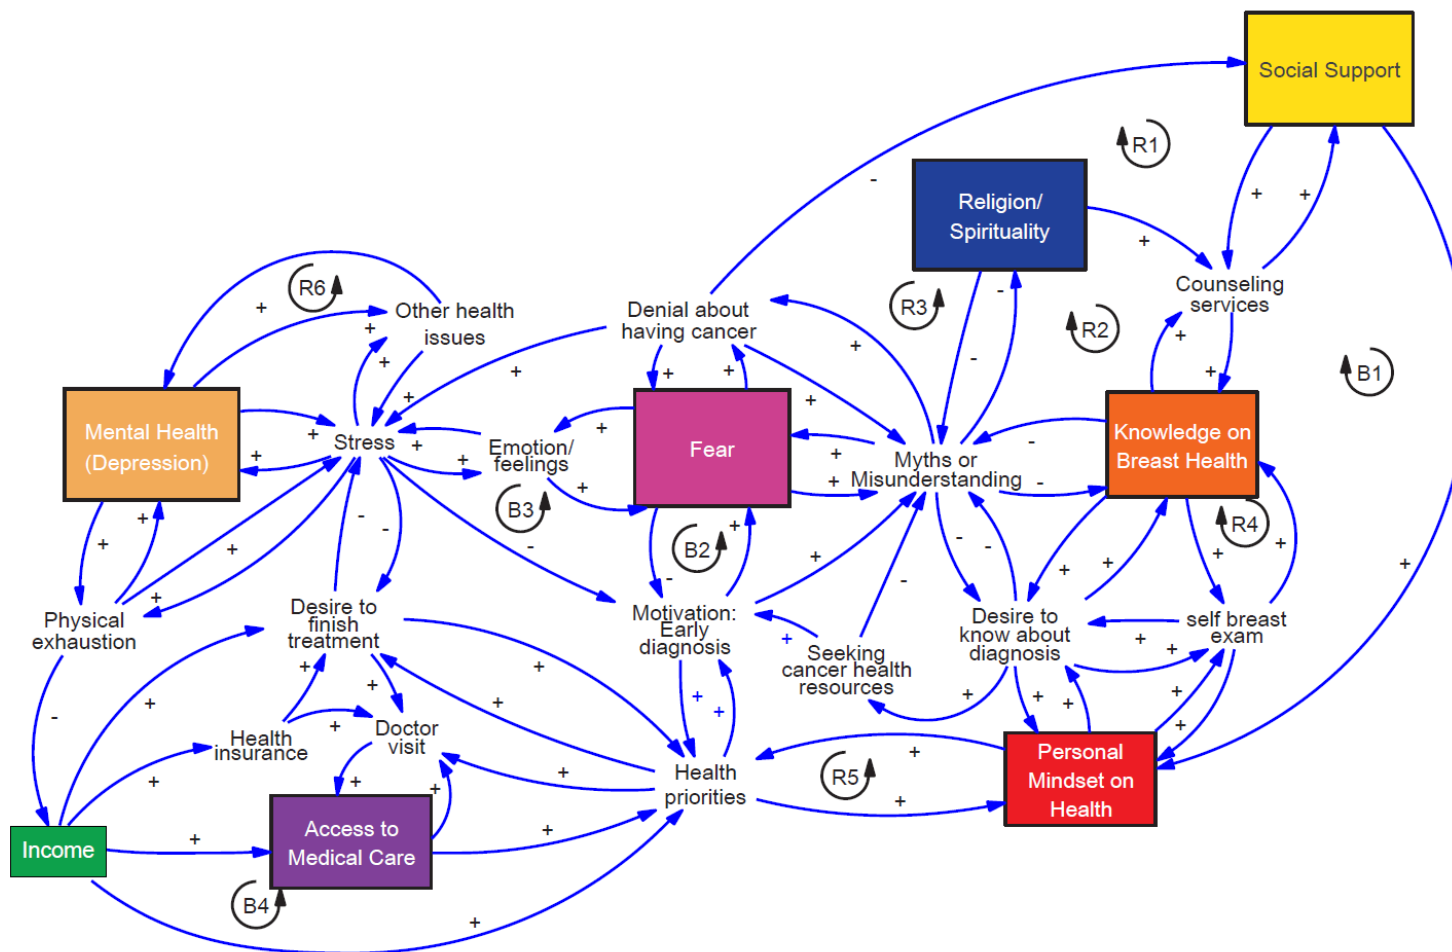 Social Support
R1
-
Religion/
Spirituality
+
+
+
Counseling
services
R6
+
Other health
issues
+
+
Denial about
having cancer
R3
-
-
R2
B1
+
+
+
+
+
+
+
+
Mental Health
(Depression)
+
+
Stress
+
+
Emotion/
feelings
+
Fear
+
+
+
Myths or
Misunderstanding
-
-
Knowledge on
Breast Health
B3
-
-
-
B2
+
-
-
R4
+
+
+
+
+
+
+
+
+
+
Physical
exhaustion
Desire to
finish
treatment
Motivation:
Early
diagnosis
-
-
+
Seeking
cancer health
resources
Desire to
know about
diagnosis
self breast
exam
+
+
+
+
+
+
+
+
+
+
+
+
-
+
Health
insurance
+
Doctor
visit
+
+
+
+
+
+
+
Health
priorities
+
R5
+
Personal
Mindset on
Health
+
Income
+
Access to
Medical Care
+
B4
+